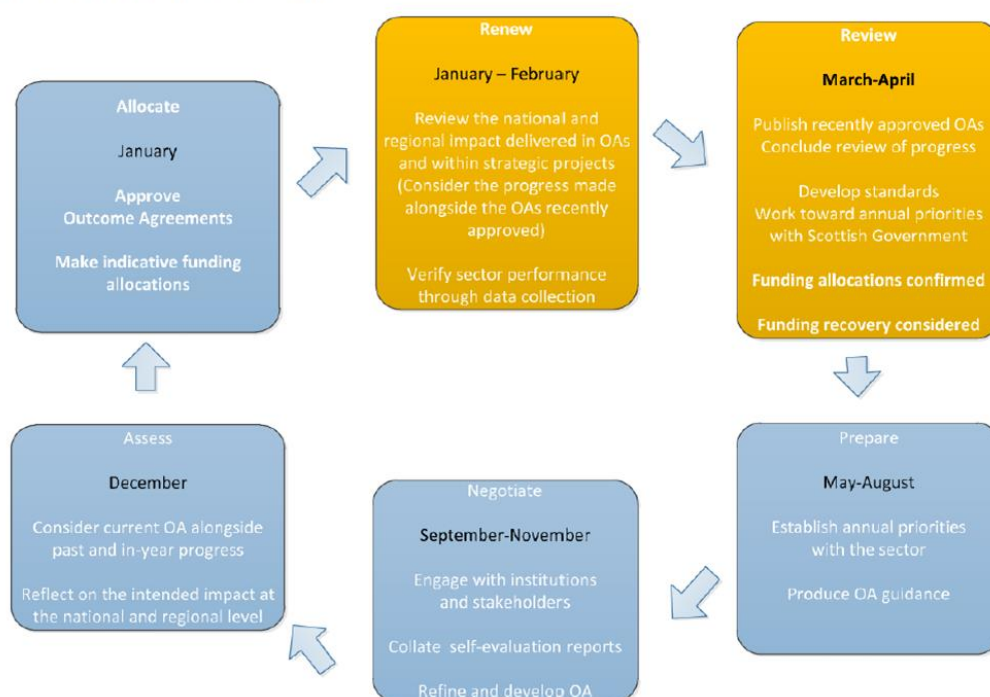 Allocate
January
Approve
Outcome Agreements
Make indicative funding
allocations
Renew
January – February
Review the national and
regional impact delivered in OAs
and within strategic projects
(Consider the progress made
alongside the OAs recently
approved)
Verify sector performance
through data collection
Review
March-April
Publish recently approved OAs
Conclude review of progress
Develop standards
Work toward annual priorities
with Scottish Government
Funding allocations confirmed
Funding recovery considered
Prepare
May-August
Establish annual priorities
with the sector
Produce OA guidance
Negotiate
September-November
Engage with institutions
and stakeholders
Collate self-evaluation reports
Refine and develop OA
Assess
December
Consider current OA alongside
past and in-year progress
Reflect on the intended impact at
the national and regional level